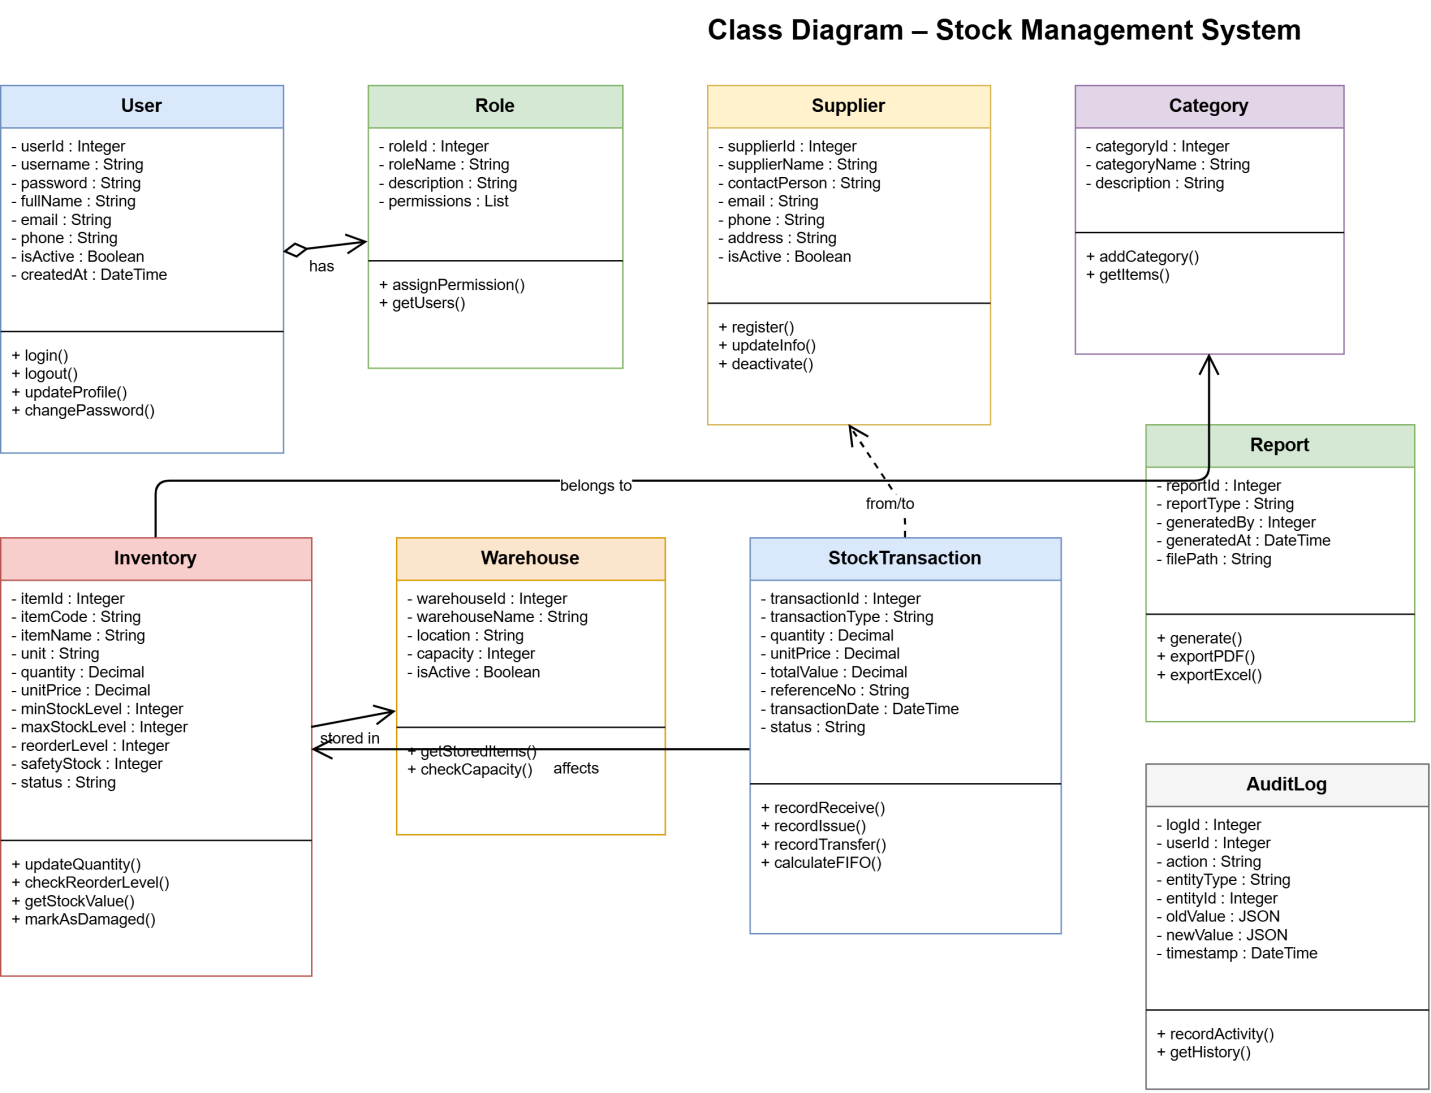 Class Diagram – Stock Management System
User
- userId : Integer
- username : String
- password : String
- fullName : String
- email : String
- phone : String
- isActive : Boolean
- createdAt : DateTime
+ login()
+ logout()
+ updateProfile()
+ changePassword()
has
Role
- roleId : Integer
- roleName : String
- description : String
- permissions : List
+ assignPermission()
+ getUsers()
Supplier
- supplierId : Integer
- supplierName : String
- contactPerson : String
- email : String
- phone : String
- address : String
- isActive : Boolean
+ register()
+ updateInfo()
+ deactivate()
Category
- categoryId : Integer
- categoryName : String
- description : String
+ addCategory()
+ getItems()
belongs to
from/to
Report
- reportId : Integer
- reportType : String
- generatedBy : Integer
- generatedAt : DateTime
- filePath : String
+ generate()
+ exportPDF()
+ exportExcel()
Inventory
- itemId : Integer
- itemCode : String
- itemName : String
- unit : String
- quantity : Decimal
- unitPrice : Decimal
- minStockLevel : Integer
- maxStockLevel : Integer
- reorderLevel : Integer
- safetyStock : Integer
- status : String
+ updateQuantity()
+ checkReorderLevel()
+ getStockValue()
+ markAsDamaged()
stored in
Warehouse
- warehouseId : Integer
- warehouseName : String
- location : String
- capacity : Integer
- isActive : Boolean
+ getStoredItems()
+ checkCapacity()
affects
StockTransaction
- transactionId : Integer
- transactionType : String
- quantity : Decimal
- unitPrice : Decimal
- totalValue : Decimal
- referenceNo : String
- transactionDate : DateTime
- status : String
+ recordReceive()
+ recordIssue()
+ recordTransfer()
+ calculateFIFO()
AuditLog
- logId : Integer
- userId : Integer
- action : String
- entityType : String
- entityId : Integer
- oldValue : JSON
- newValue : JSON
- timestamp : DateTime
+ recordActivity()
+ getHistory()